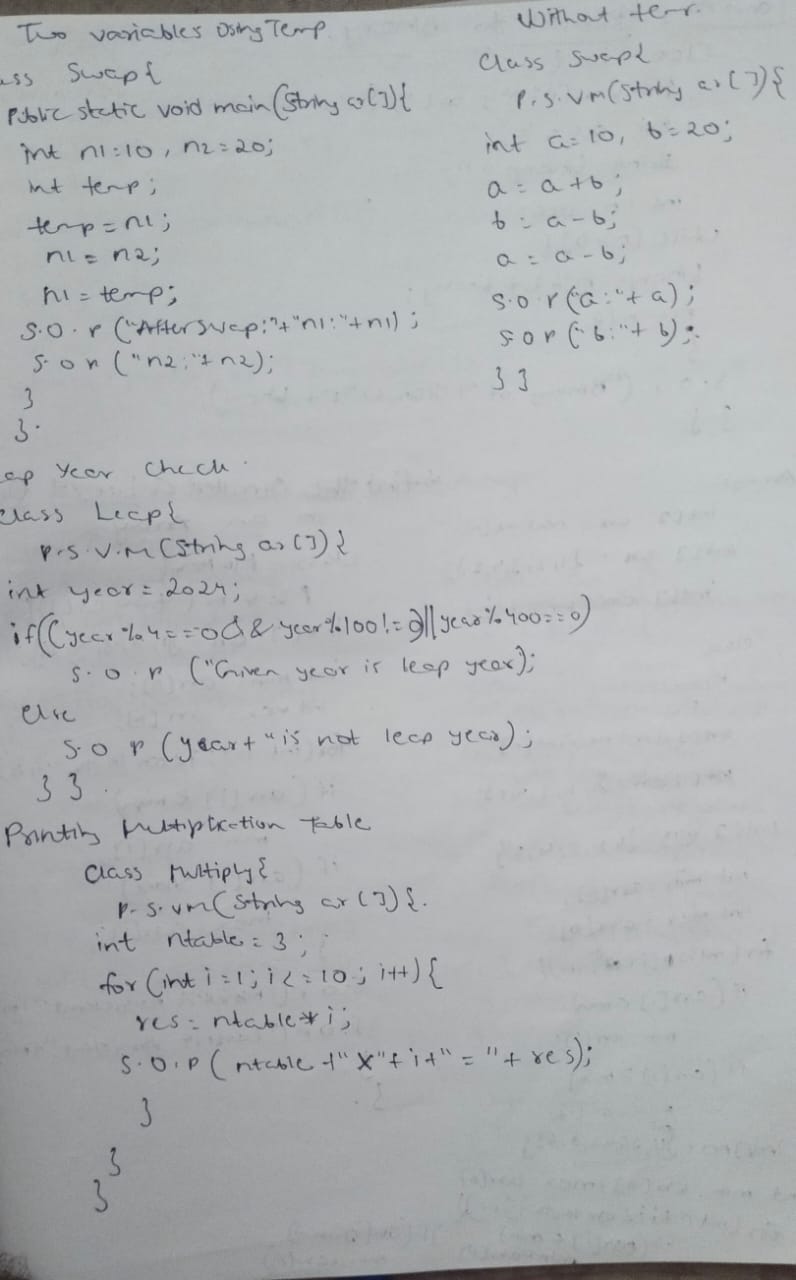 Two variables Using Temp
ass Swap{
Public static void main(String ar[]){
int n1=10, n2=20;
int temp;
temp=n1;
n1=n2;
n1=temp;
S.O.P("After swap:"+"n1:"+n1);
S.o.p("n2:"+n2);
}
}
Without tem.
Class swap{
P.S.V.M(String ar[]){
int a=10, b=20;
a=a+b;
b=a-b;
a=a-b;
S.o.p("a:"+a);
S.o.p("b:"+b);
}}
eap Year Check
Class Leap{
P.S.V.M(String ar[]){
int year=2024;
if((year%4==0&&year%100!=0)||year%400==0)
S.o.p("Given year is leap year);
else
S.o.p(year+"is not leap year);
}}
Printing Multiplication Table
Class Multiply{
P.S.V.M(String ar[]){
int ntable=3;
for(int i=1;i<=10;i++){
res=ntable*i;
S.O.P(ntable+"X"+i+"="+res);
}
}
}